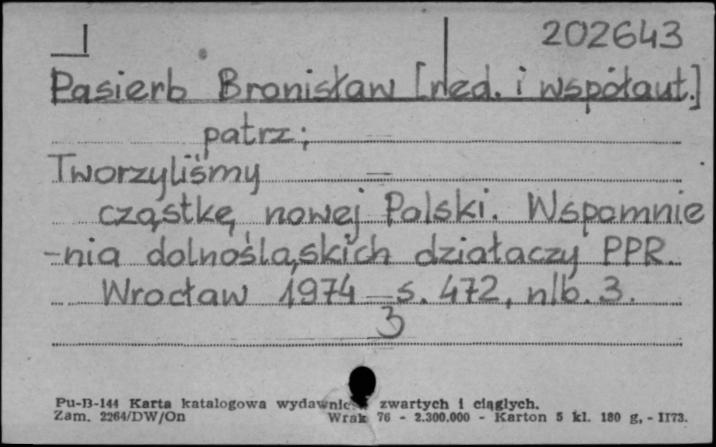 202643
Pasierb Bronisław [red. i współaut.]
patrz;
Tworzyliśmy
cząstkę nowej Polski. Wspomnie
-nia dolnośląskich działaczy PPR.
Wrocław 1974 s. 472, nlb. 3.
3
Pu-B-144 Karta katalogowa zwartych i ciągłych.
Zam. 2264/DW/On Wrak 76 - 2.300.000 - Karton 5 kl. 180 g, - II73.